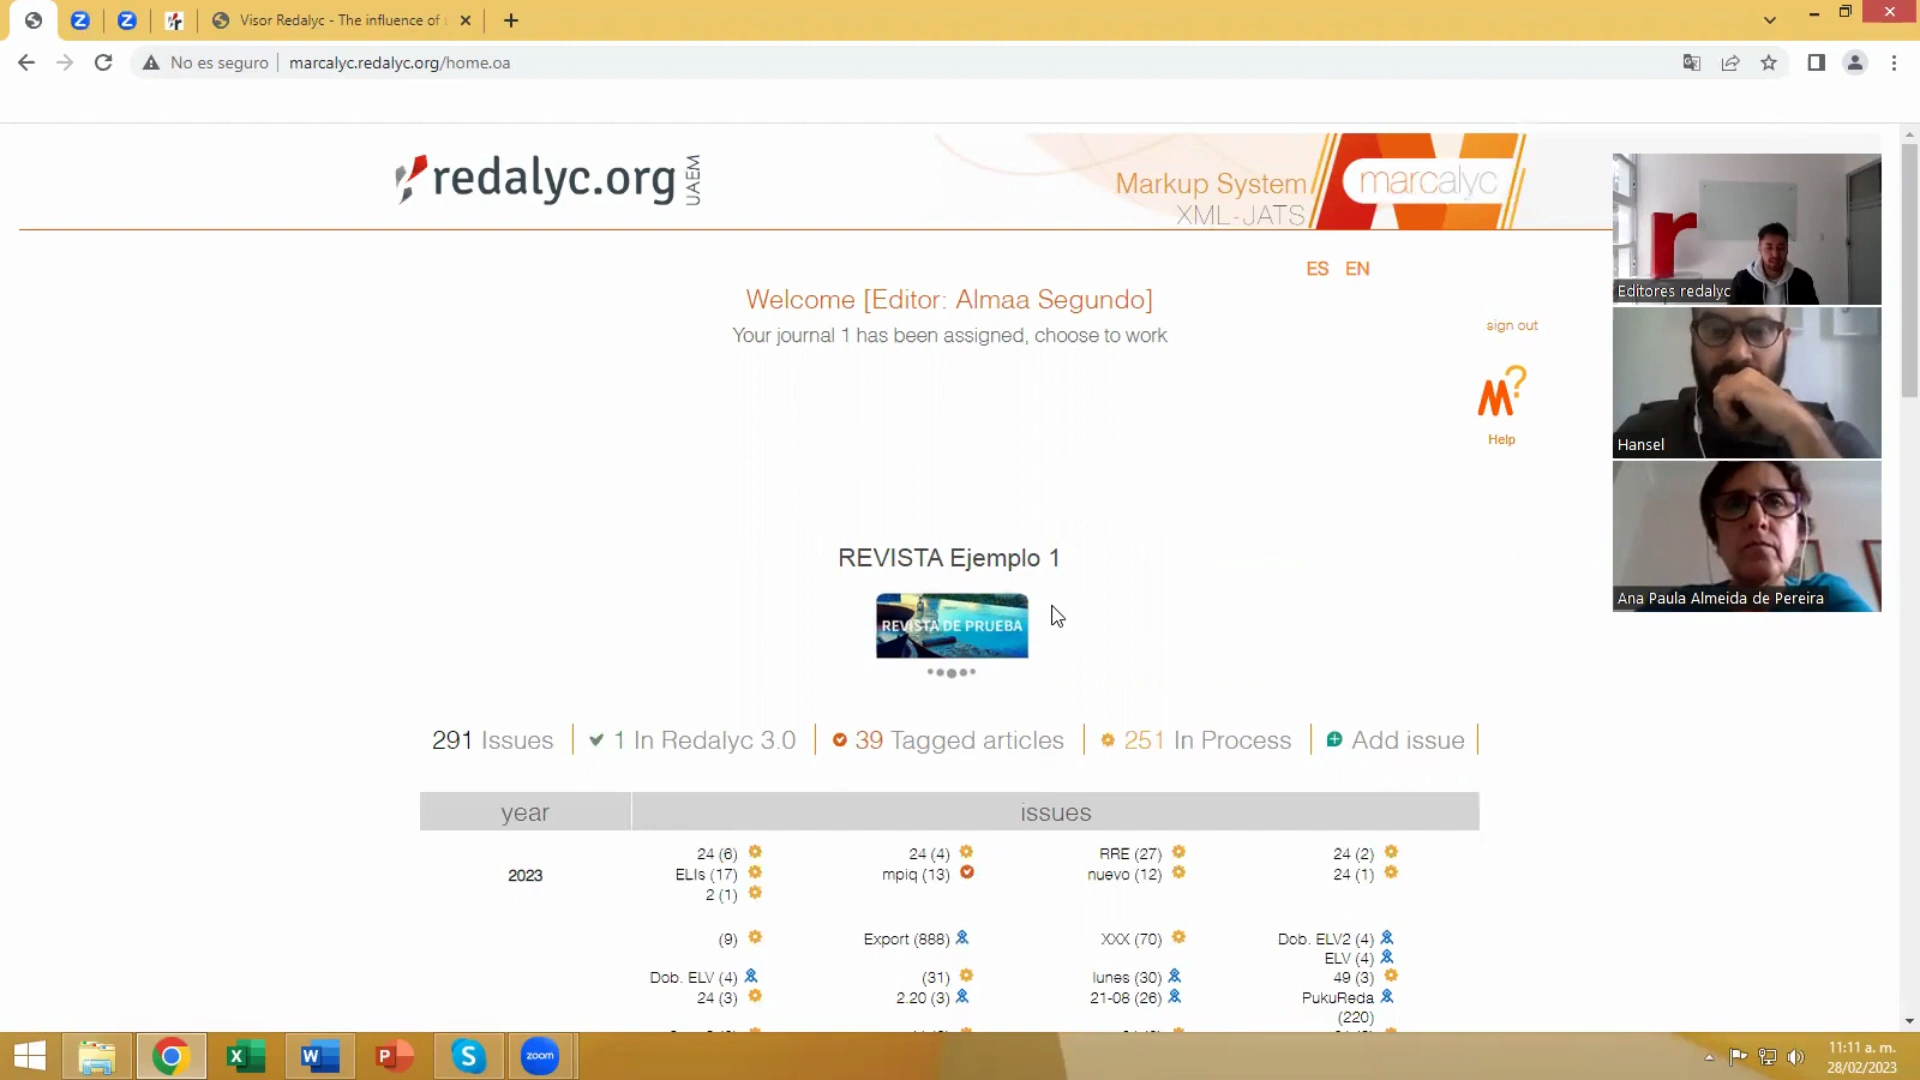 Visor Redalyc - The influence of
No es seguro
marcalyc.redalyc.org/home.oa
redalyc.org
UAEM
Markup System
XML-JATS
marcalyc
ES EN
Welcome [Editor: Almaa Segundo]
Your journal 1 has been assigned, choose to work
sign out
M?
Help
REVISTA Ejemplo 1
REVISTA DE PRUEBA
291 Issues
1 In Redalyc 3.0
39 Tagged articles
251 In Process
Add issue
year issues
2023
24 (6) 24 (4) RRE (27) 24 (2)
ELIs (17) mpiq (13) nuevo (12) 24 (1)
2 (1)
(9) Export (888) XXX (70) Dob. ELV2 (4)
ELV (4)
Dob. ELV (4) (31) lunes (30) 49 (3)
24 (3) 2.20 (3) 21-08 (26) PukuReda
(220)
Editores redalyc
Hansel
Ana Paula Almeida de Pereira
zoom
11:11 a. m.
28/02/2023